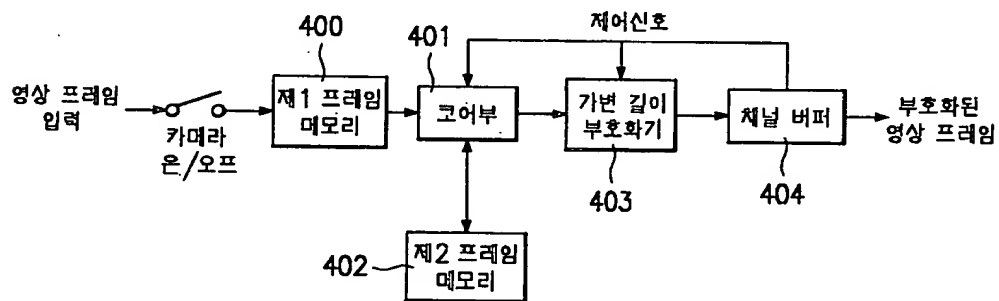 제어신호
400
401
영상 프레임
입력
카메라
온/오프
제1 프레임
메모리
코어부
가변 길이
부호화기
채널 버퍼
부호화된
영상 프레임
403
404
402
제2 프레임
메모리